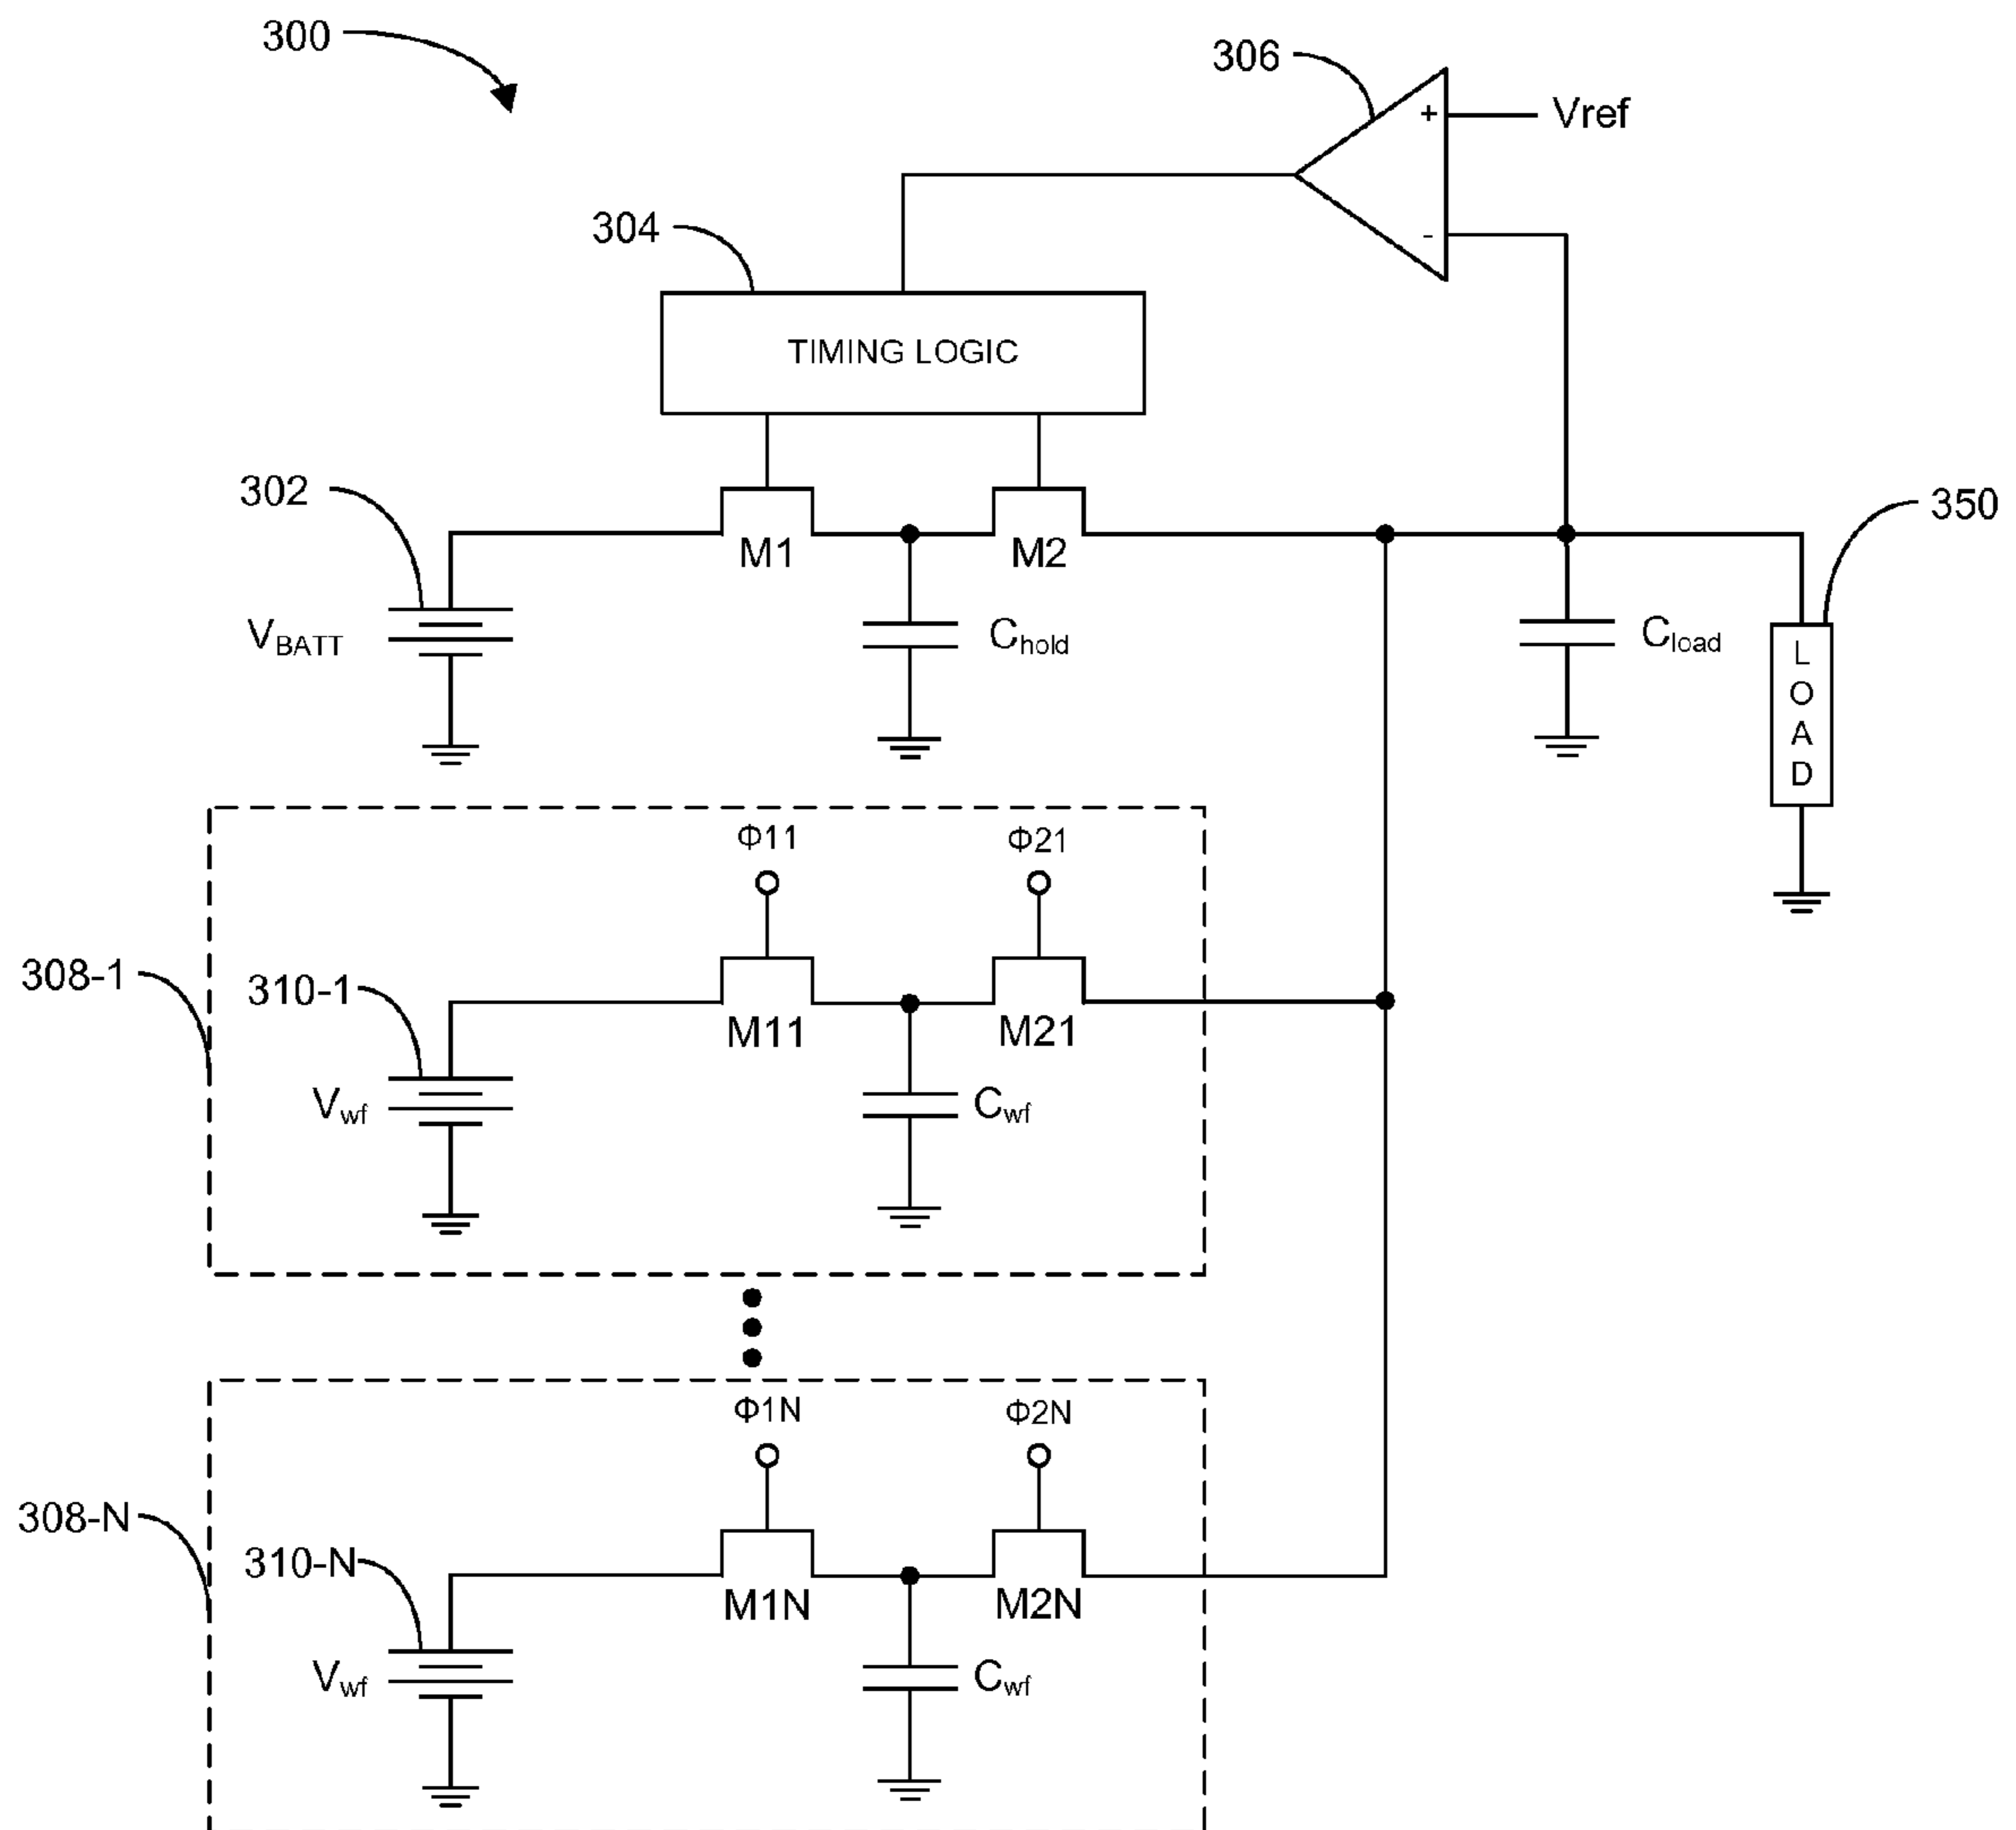 300
306
+
Vref
-
304
TIMING LOGIC
302
M1
M2
350
VBATT
Chold
Cload
L
O
A
D
Φ11
Φ21
308-1
310-1
M11
M21
Vwf
Cwf
Φ1N
Φ2N
308-N
310-N
M1N
M2N
Vwf
Cwf